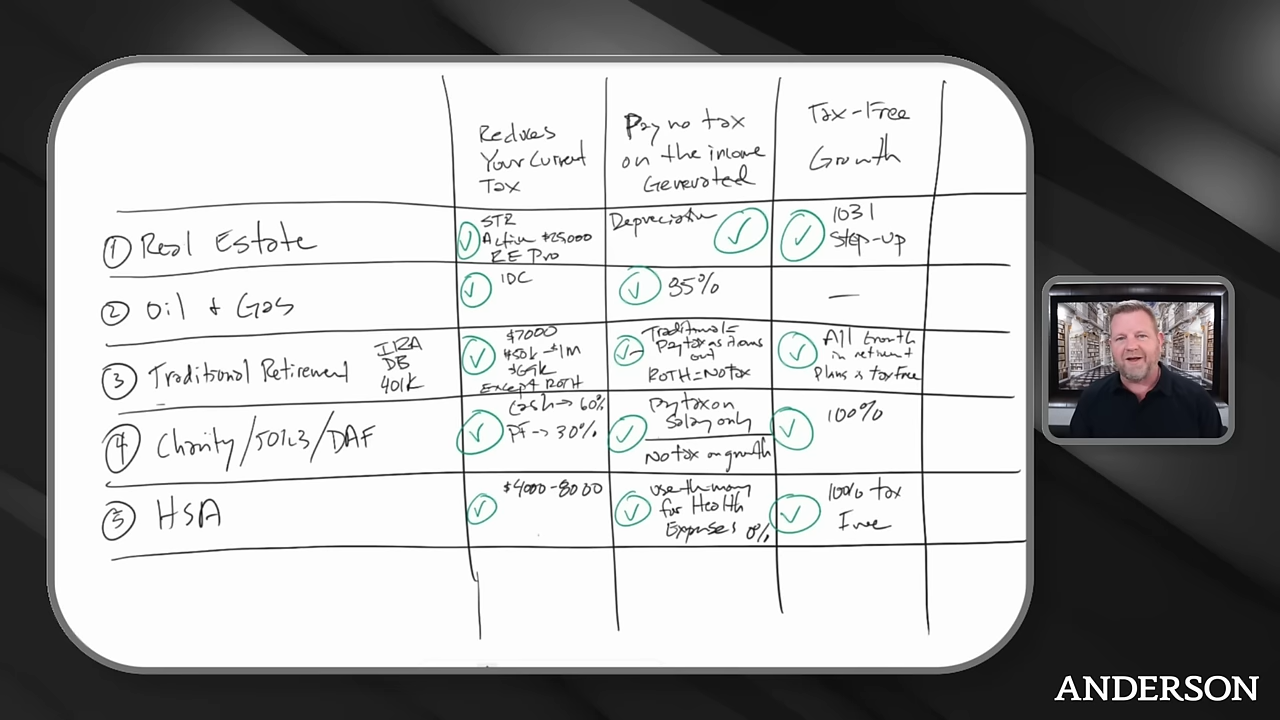 Reduces
Your Current
Tax
Pay no tax
on the income
Generated
Tax-Free
Growth
① Real Estate
STR
Active $25000
RE Pro
Depreciation
1031
Step-up
② Oil + Gas
IDC
35%
—
③ Traditional Retirement
IRA
DB
401K
$7000
$50k → $1m
$69k
Except ROTH
Traditional =
Pay tax as it comes
out
ROTH = No tax
All Growth
in retirement
Plans is tax free
④ Charity/501c3/DAF
Cash → 60%
PF → 30%
Pay tax on
Salary only
No tax on growth
100%
⑤ HSA
$4000-8000
use the money
for Health
Expenses 0%
100% tax
Free
ANDERSON